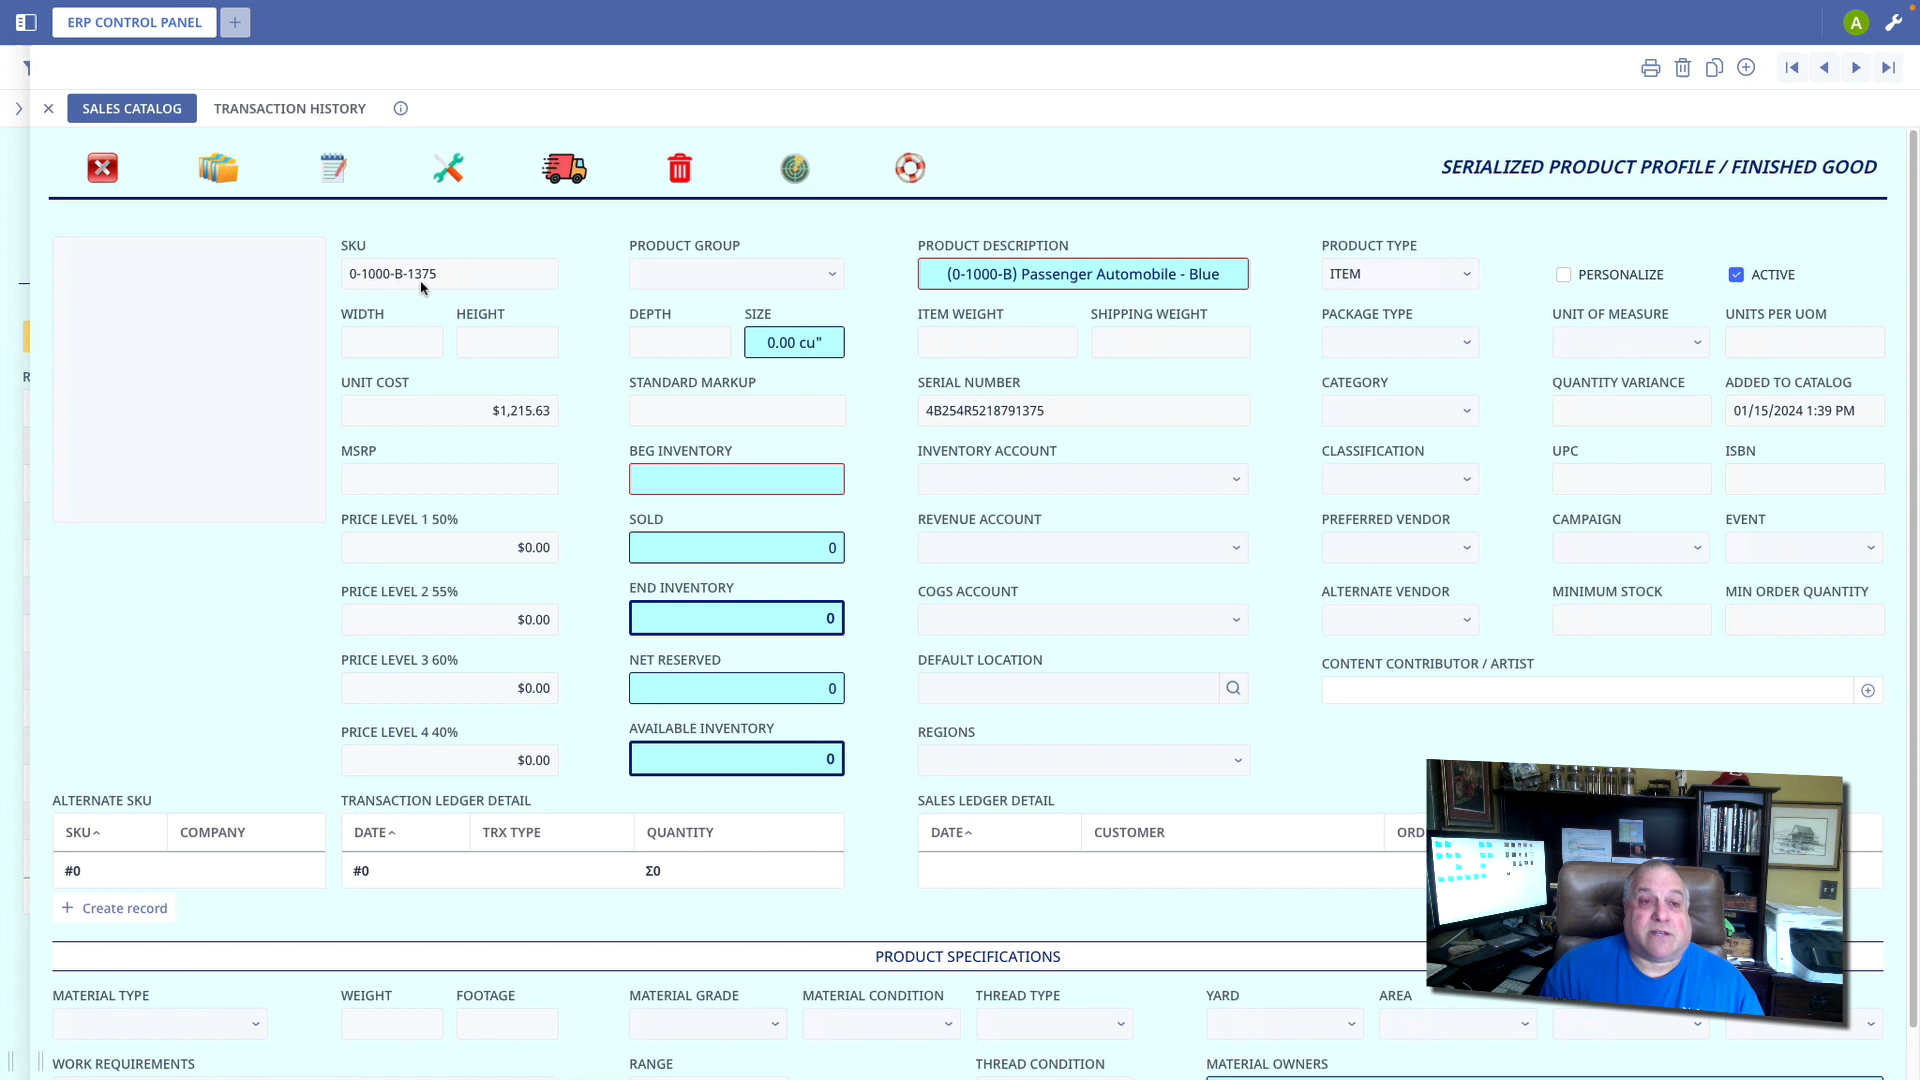 ERP CONTROL PANEL
A
SALES CATALOG
TRANSACTION HISTORY
SERIALIZED PRODUCT PROFILE / FINISHED GOOD
SKU
PRODUCT GROUP
PRODUCT DESCRIPTION
PRODUCT TYPE
0-1000-B-1375
(0-1000-B) Passenger Automobile - Blue
ITEM
PERSONALIZE
ACTIVE
WIDTH
HEIGHT
DEPTH
SIZE
ITEM WEIGHT
SHIPPING WEIGHT
PACKAGE TYPE
UNIT OF MEASURE
UNITS PER UOM
0.00 cu"
R
UNIT COST
STANDARD MARKUP
SERIAL NUMBER
CATEGORY
QUANTITY VARIANCE
ADDED TO CATALOG
$1,215.63
4B254R5218791375
01/15/2024 1:39 PM
MSRP
BEG INVENTORY
INVENTORY ACCOUNT
CLASSIFICATION
UPC
ISBN
PRICE LEVEL 1 50%
SOLD
REVENUE ACCOUNT
PREFERRED VENDOR
CAMPAIGN
EVENT
$0.00
0
PRICE LEVEL 2 55%
END INVENTORY
COGS ACCOUNT
ALTERNATE VENDOR
MINIMUM STOCK
MIN ORDER QUANTITY
$0.00
0
PRICE LEVEL 3 60%
NET RESERVED
DEFAULT LOCATION
CONTENT CONTRIBUTOR / ARTIST
$0.00
0
PRICE LEVEL 4 40%
AVAILABLE INVENTORY
REGIONS
$0.00
0
ALTERNATE SKU
TRANSACTION LEDGER DETAIL
SALES LEDGER DETAIL
SKU
COMPANY
DATE
TRX TYPE
QUANTITY
DATE
CUSTOMER
ORD
#0
#0
Σ0
Create record
PRODUCT SPECIFICATIONS
MATERIAL TYPE
WEIGHT
FOOTAGE
MATERIAL GRADE
MATERIAL CONDITION
THREAD TYPE
YARD
AREA
WORK REQUIREMENTS
RANGE
THREAD CONDITION
MATERIAL OWNERS